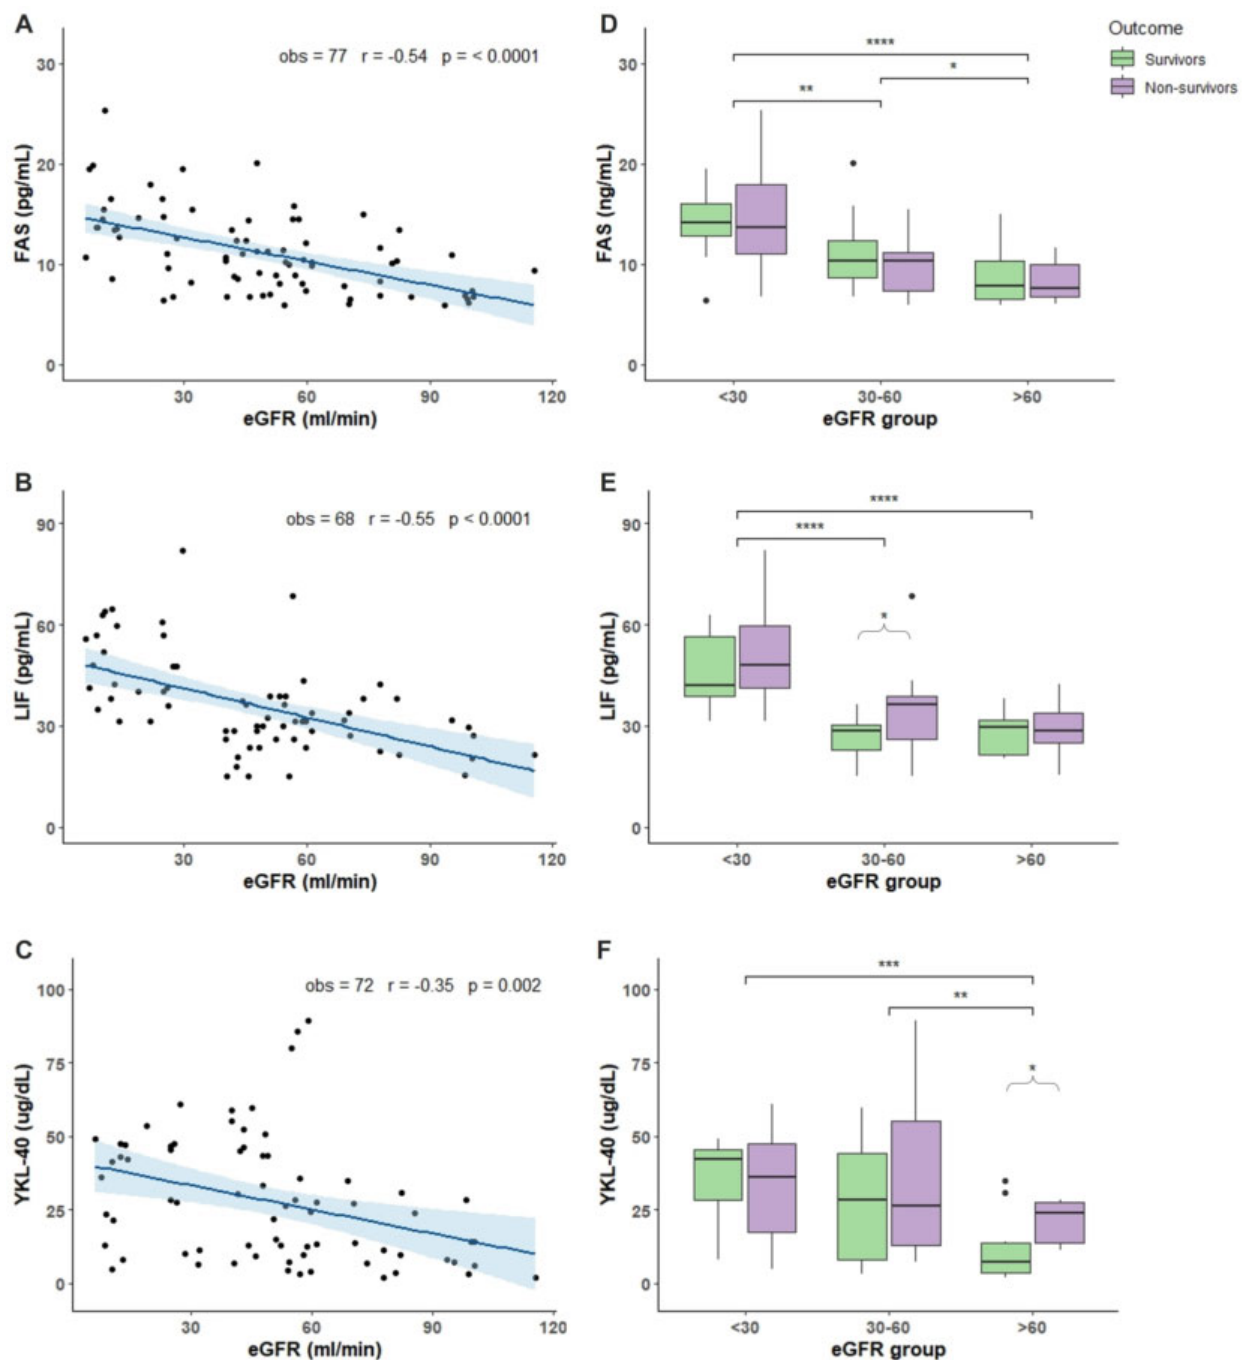 A
obs = 77 r = -0.54 p = < 0.0001
FAS (pg/mL)
30
20
10
0
30 60 90 120
eGFR (ml/min)
D
Outcome
Survivors
Non-survivors
****
*
**
FAS (ng/mL)
30
20
10
0
<30 30-60 >60
eGFR group
B
obs = 68 r = -0.55 p < 0.0001
LIF (pg/mL)
90
60
30
0
30 60 90 120
eGFR (ml/min)
E
****
****
*
LIF (pg/mL)
90
60
30
0
<30 30-60 >60
eGFR group
C
obs = 72 r = -0.35 p = 0.002
YKL-40 (ug/dL)
100
75
50
25
0
30 60 90 120
eGFR (ml/min)
F
***
**
*
YKL-40 (ug/dL)
100
75
50
25
0
<30 30-60 >60
eGFR group